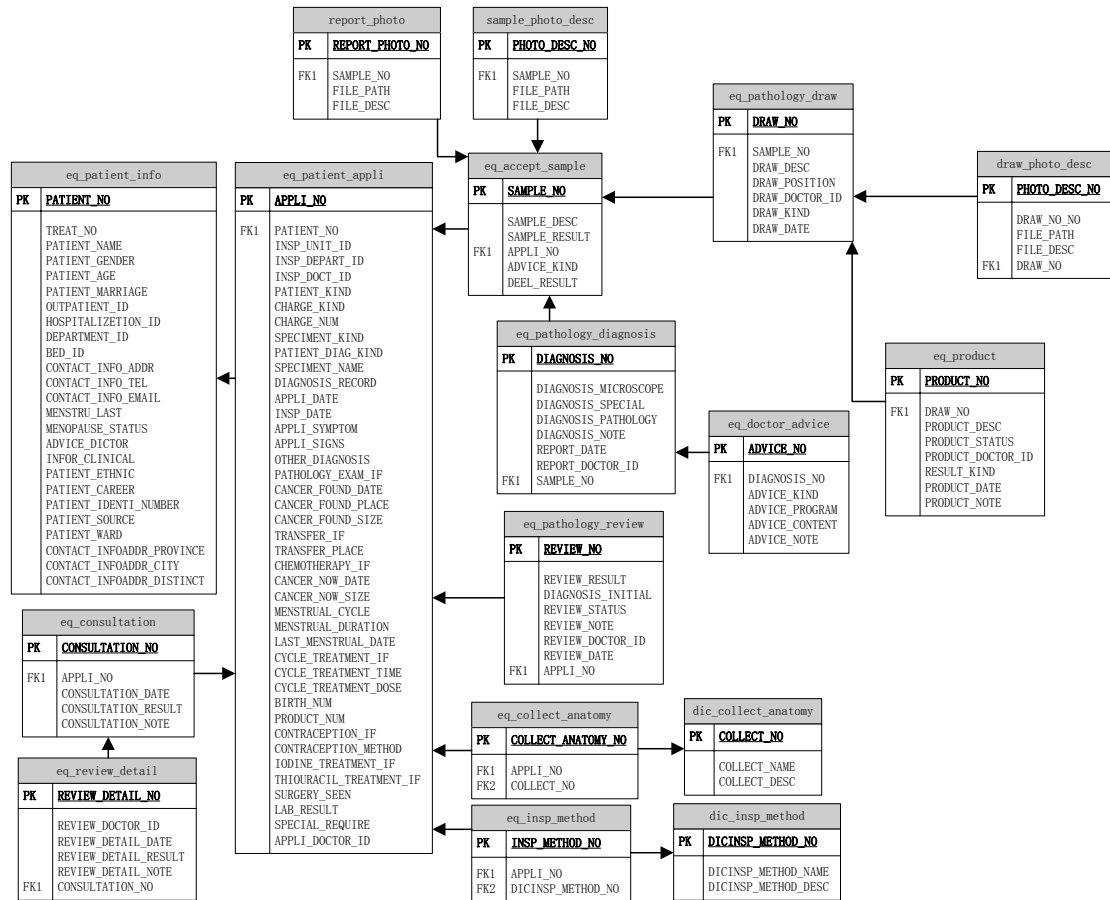 report_photo
PK REPORT_PHOTO_NO
FK1 SAMPLE_NO
FILE_PATH
FILE_DESC
sample_photo_desc
PK PHOTO_DESC_NO
FK1 SAMPLE_NO
FILE_PATH
FILE_DESC
eq_pathology_draw
PK DRAW_NO
FK1 SAMPLE_NO
DRAW_DESC
DRAW_POSITION
DRAW_DOCTOR_ID
DRAW_KIND
DRAW_DATE
draw_photo_desc
PK PHOTO_DESC_NO
DRAW_NO_NO
FILE_PATH
FILE_DESC
FK1 DRAW_NO
eq_patient_info
PK PATIENT_NO
TREAT_NO
PATIENT_NAME
PATIENT_GENDER
PATIENT_AGE
PATIENT_MARRIAGE
OUTPATIENT_ID
HOSPITALIZETION_ID
DEPARTMENT_ID
BED_ID
CONTACT_INFO_ADDR
CONTACT_INFO_TEL
CONTACT_INFO_EMAIL
MENSTRU_LAST
MENOPAUSE_STATUS
ADVICE_DICTOR
INFOR_CLINICAL
PATIENT_ETHNIC
PATIENT_CAREER
PATIENT_IDENTI_NUMBER
PATIENT_SOURCE
PATIENT_WARD
CONTACT_INFOADDR_PROVINCE
CONTACT_INFOADDR_CITY
CONTACT_INFOADDR_DISTINCT
eq_patient_appli
PK APPLI_NO
FK1 PATIENT_NO
INSP_UNIT_ID
INSP_DEPART_ID
INSP_DOCT_ID
PATIENT_KIND
CHARGE_KIND
CHARGE_NUM
SPECIMENT_KIND
PATIENT_DIAG_KIND
SPECIMENT_NAME
DIAGNOSIS_RECORD
APPLI_DATE
INSP_DATE
APPLI_SYMPTOM
APPLI_SIGNS
OTHER_DIAGNOSIS
PATHOLOGY_EXAM_IF
CANCER_FOUND_DATE
CANCER_FOUND_PLACE
CANCER_FOUND_SIZE
TRANSFER_IF
TRANSFER_PLACE
CHEMOTHERAPY_IF
CANCER_NOW_DATE
CANCER_NOW_SIZE
MENSTRUAL_CYCLE
MENSTRUAL_DURATION
LAST_MENSTRUAL_DATE
CYCLE_TREATMENT_IF
CYCLE_TREATMENT_TIME
CYCLE_TREATMENT_DOSE
BIRTH_NUM
PRODUCT_NUM
CONTRACEPTION_IF
CONTRACEPTION_METHOD
IODINE_TREATMENT_IF
THIOURACIL_TREATMENT_IF
SURGERY_SEEN
LAB_RESULT
SPECIAL_REQUIRE
APPLI_DOCTOR_ID
eq_accept_sample
PK SAMPLE_NO
SAMPLE_DESC
SAMPLE_RESULT
FK1 APPLI_NO
ADVICE_KIND
DEEL_RESULT
eq_pathology_diagnosis
PK DIAGNOSIS_NO
DIAGNOSIS_MICROSCOPE
DIAGNOSIS_SPECIAL
DIAGNOSIS_PATHOLOGY
DIAGNOSIS_NOTE
REPORT_DATE
REPORT_DOCTOR_ID
FK1 SAMPLE_NO
eq_product
PK PRODUCT_NO
FK1 DRAW_NO
PRODUCT_DESC
PRODUCT_STATUS
PRODUCT_DOCTOR_ID
RESULT_KIND
PRODUCT_DATE
PRODUCT_NOTE
eq_doctor_advice
PK ADVICE_NO
FK1 DIAGNOSIS_NO
ADVICE_KIND
ADVICE_PROGRAM
ADVICE_CONTENT
ADVICE_NOTE
eq_pathology_review
PK REVIEW_NO
REVIEW_RESULT
DIAGNOSIS_INITIAL
REVIEW_STATUS
REVIEW_NOTE
REVIEW_DOCTOR_ID
REVIEW_DATE
FK1 APPLI_NO
eq_consultation
PK CONSULTATION_NO
FK1 APPLI_NO
CONSULTATION_DATE
CONSULTATION_RESULT
CONSULTATION_NOTE
eq_collect_anatomy
PK COLLECT_ANATOMY_NO
FK1 APPLI_NO
FK2 COLLECT_NO
dic_collect_anatomy
PK COLLECT_NO
COLLECT_NAME
COLLECT_DESC
eq_review_detail
PK REVIEW_DETAIL_NO
REVIEW_DOCTOR_ID
REVIEW_DETAIL_DATE
REVIEW_DETAIL_RESULT
REVIEW_DETAIL_NOTE
FK1 CONSULTATION_NO
eq_insp_method
PK INSP_METHOD_NO
FK1 APPLI_NO
FK2 DICINSP_METHOD_NO
dic_insp_method
PK DICINSP_METHOD_NO
DICINSP_METHOD_NAME
DICINSP_METHOD_DESC